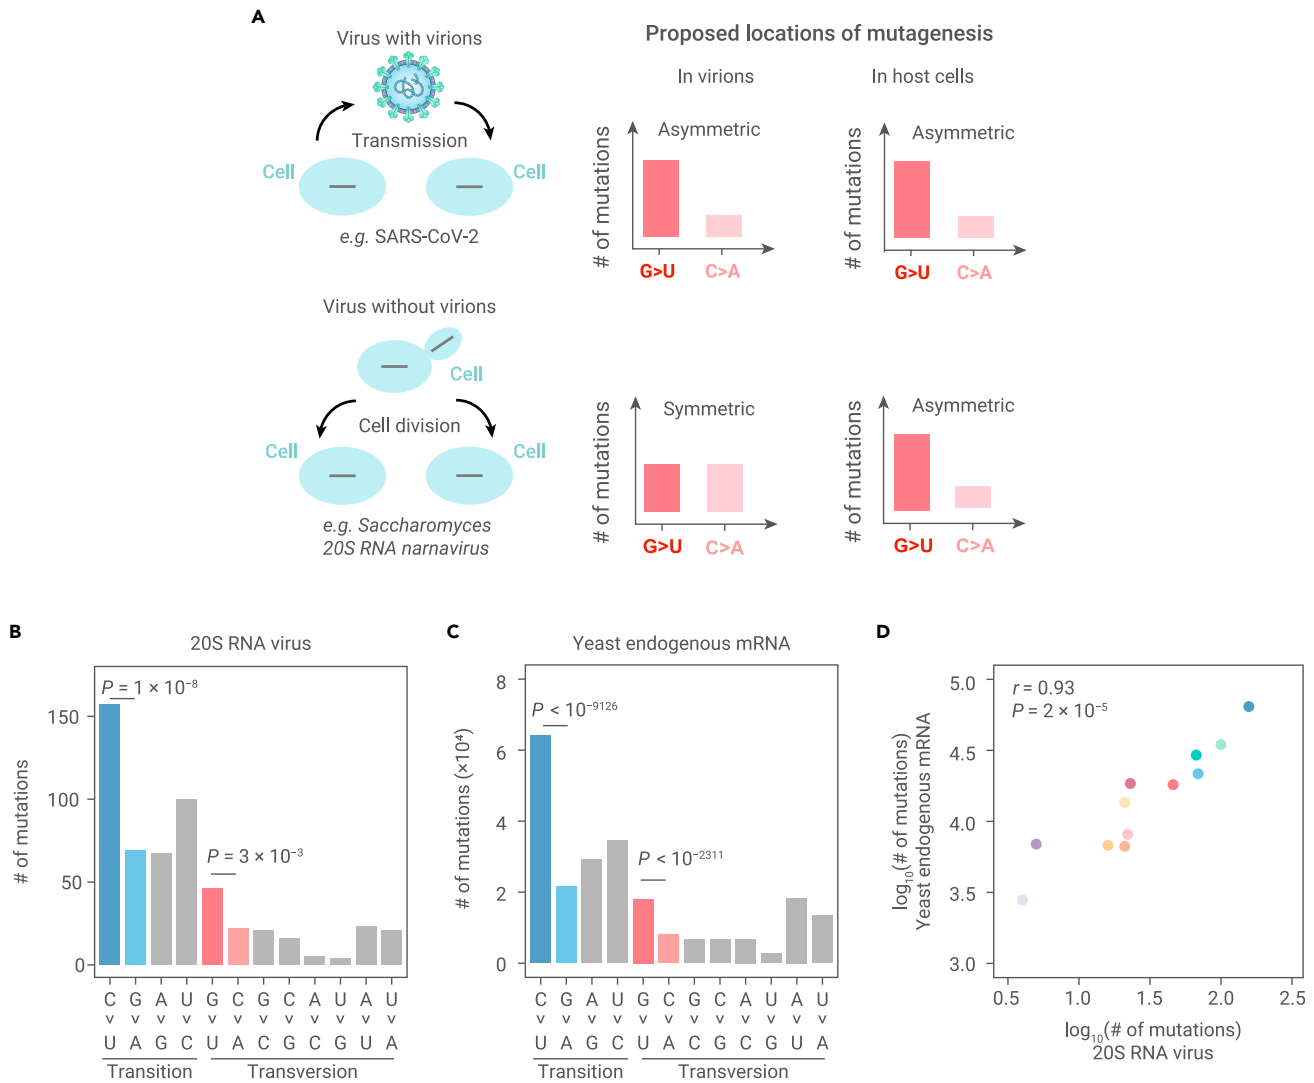 A
Virus with virions
Transmission
Cell
Cell
e.g. SARS-CoV-2
Proposed locations of mutagenesis
In virions
In host cells
# of mutations
Asymmetric
G>U
C>A
# of mutations
Asymmetric
G>U
C>A
Virus without virions
Cell
Cell division
Cell
Cell
e.g. Saccharomyces
20S RNA narnavirus
# of mutations
Symmetric
G>U
C>A
# of mutations
Asymmetric
G>U
C>A
B
20S RNA virus
P = 1 × 10⁻⁸
P = 3 × 10⁻³
# of mutations
150
100
50
0
C G A U G C G C A U A U
> > > > > > > > > > > >
U A G C U A C G C G U A
Transition
Transversion
C
Yeast endogenous mRNA
P < 10⁻⁹¹²⁶
P < 10⁻²³¹¹
# of mutations (×10⁴)
8
6
4
2
0
C G A U G C G C A U A U
> > > > > > > > > > > >
U A G C U A C G C G U A
Transition
Transversion
D
r = 0.93
P = 2 × 10⁻⁵
log₁₀(# of mutations)
Yeast endogenous mRNA
5.0
4.5
4.0
3.5
3.0
0.5 1.0 1.5 2.0 2.5
log₁₀(# of mutations)
20S RNA virus